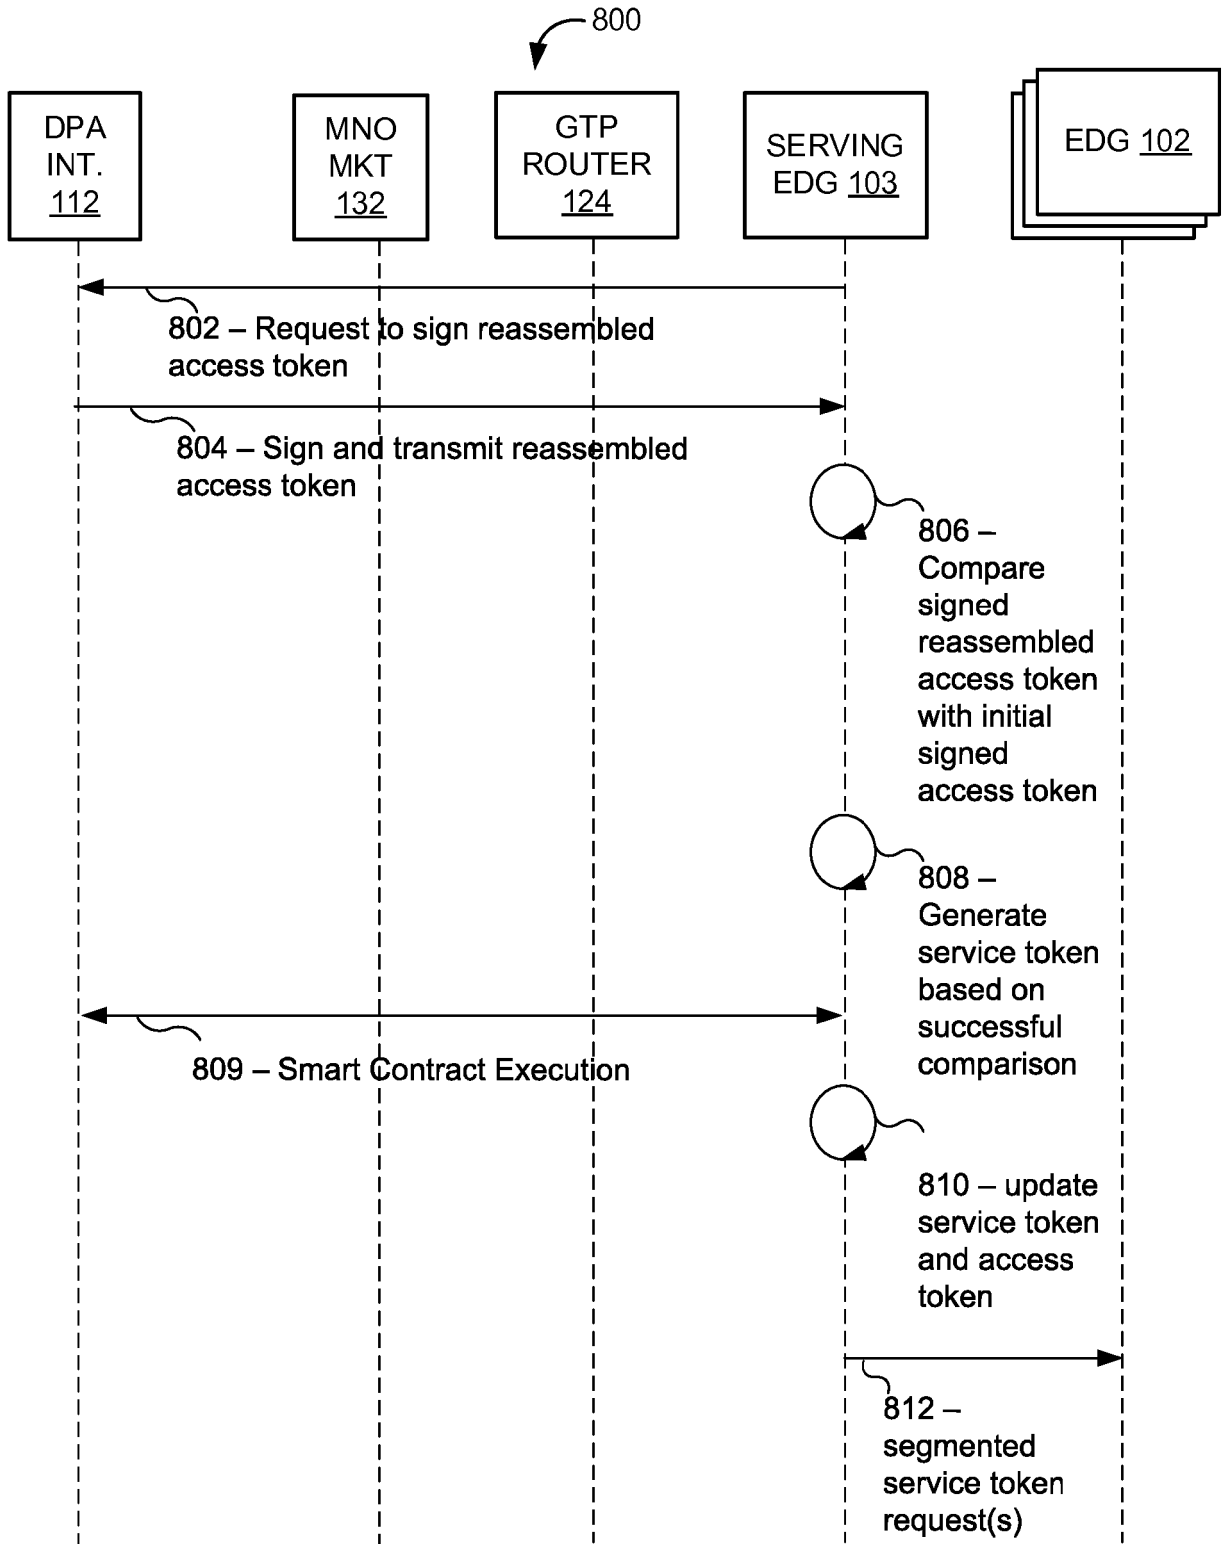 800
DPA
INT.
112
MNO
MKT
132
GTP
ROUTER
124
SERVING
EDG 103
EDG 102
802 – Request to sign reassembled
access token
804 – Sign and transmit reassembled
access token
806 –
Compare
signed
reassembled
access token
with initial
signed
access token
808 –
Generate
service token
based on
successful
comparison
809 – Smart Contract Execution
810 – update
service token
and access
token
812 –
segmented
service token
request(s)